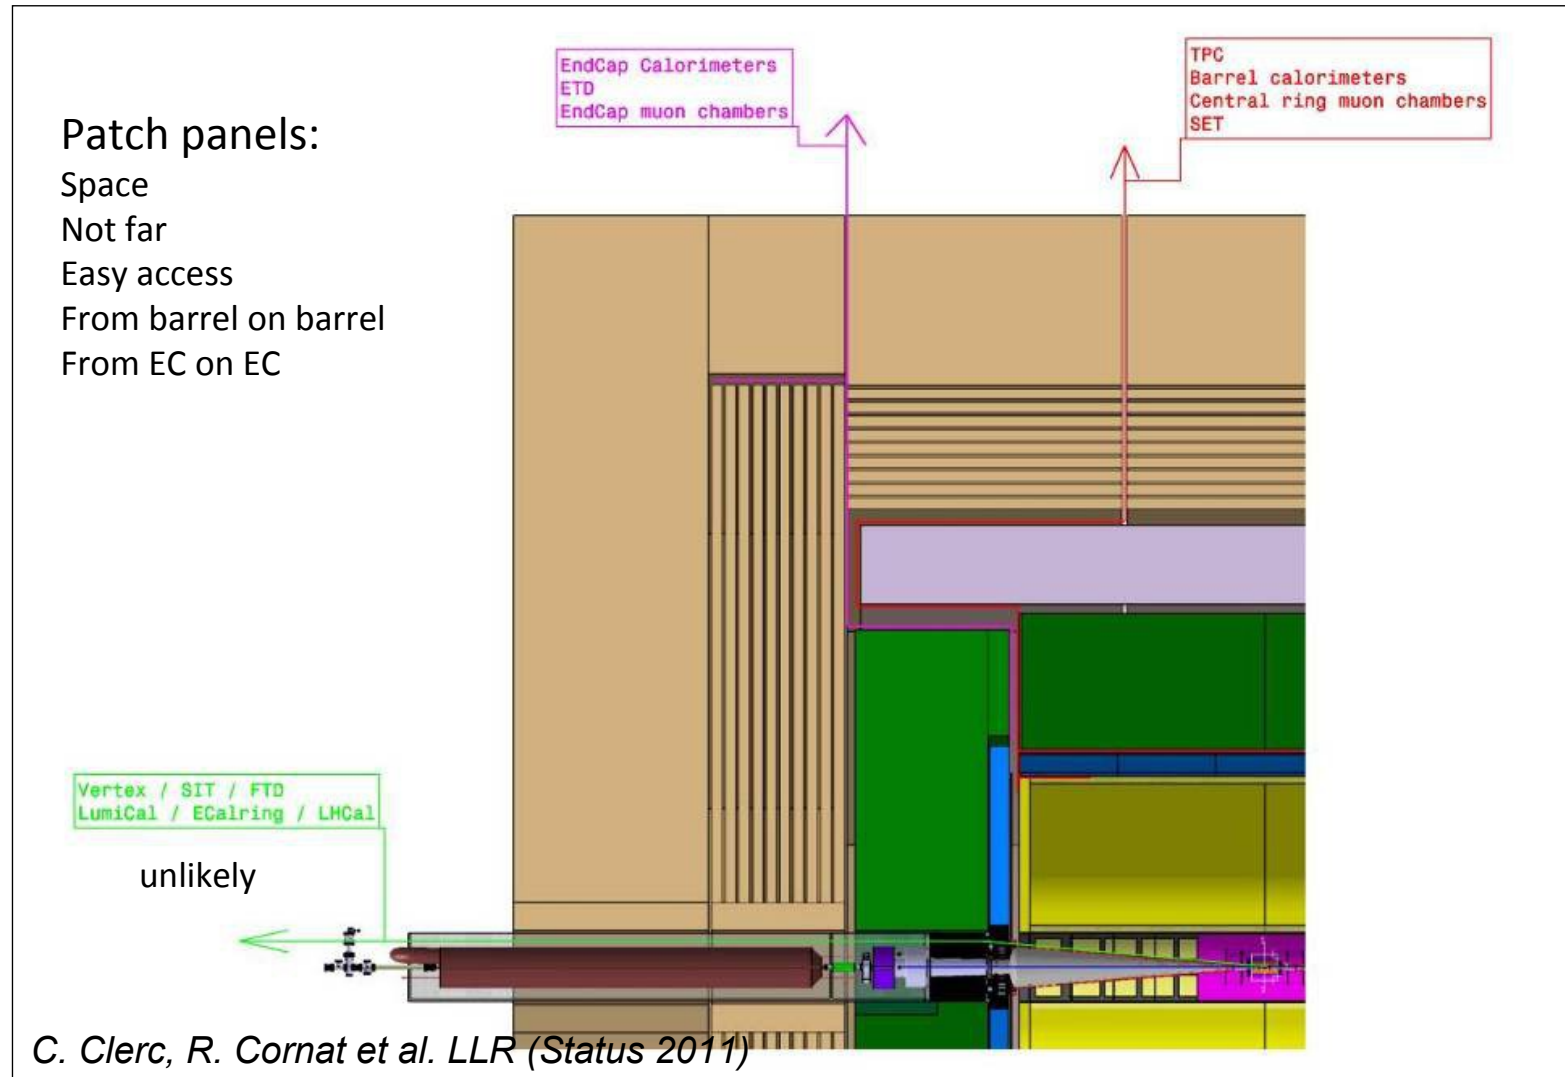 Patch panels:
Space
Not far
Easy access
From barrel on barrel
From EC on EC
EndCap Calorimeters
ETD
EndCap muon chambers
TPC
Barrel calorimeters
Central ring muon chambers
SET
Vertex / SIT / FTD
LumiCal / ECalring / LHCal
unlikely
C. Clerc, R. Cornat et al. LLR (Status 2011)